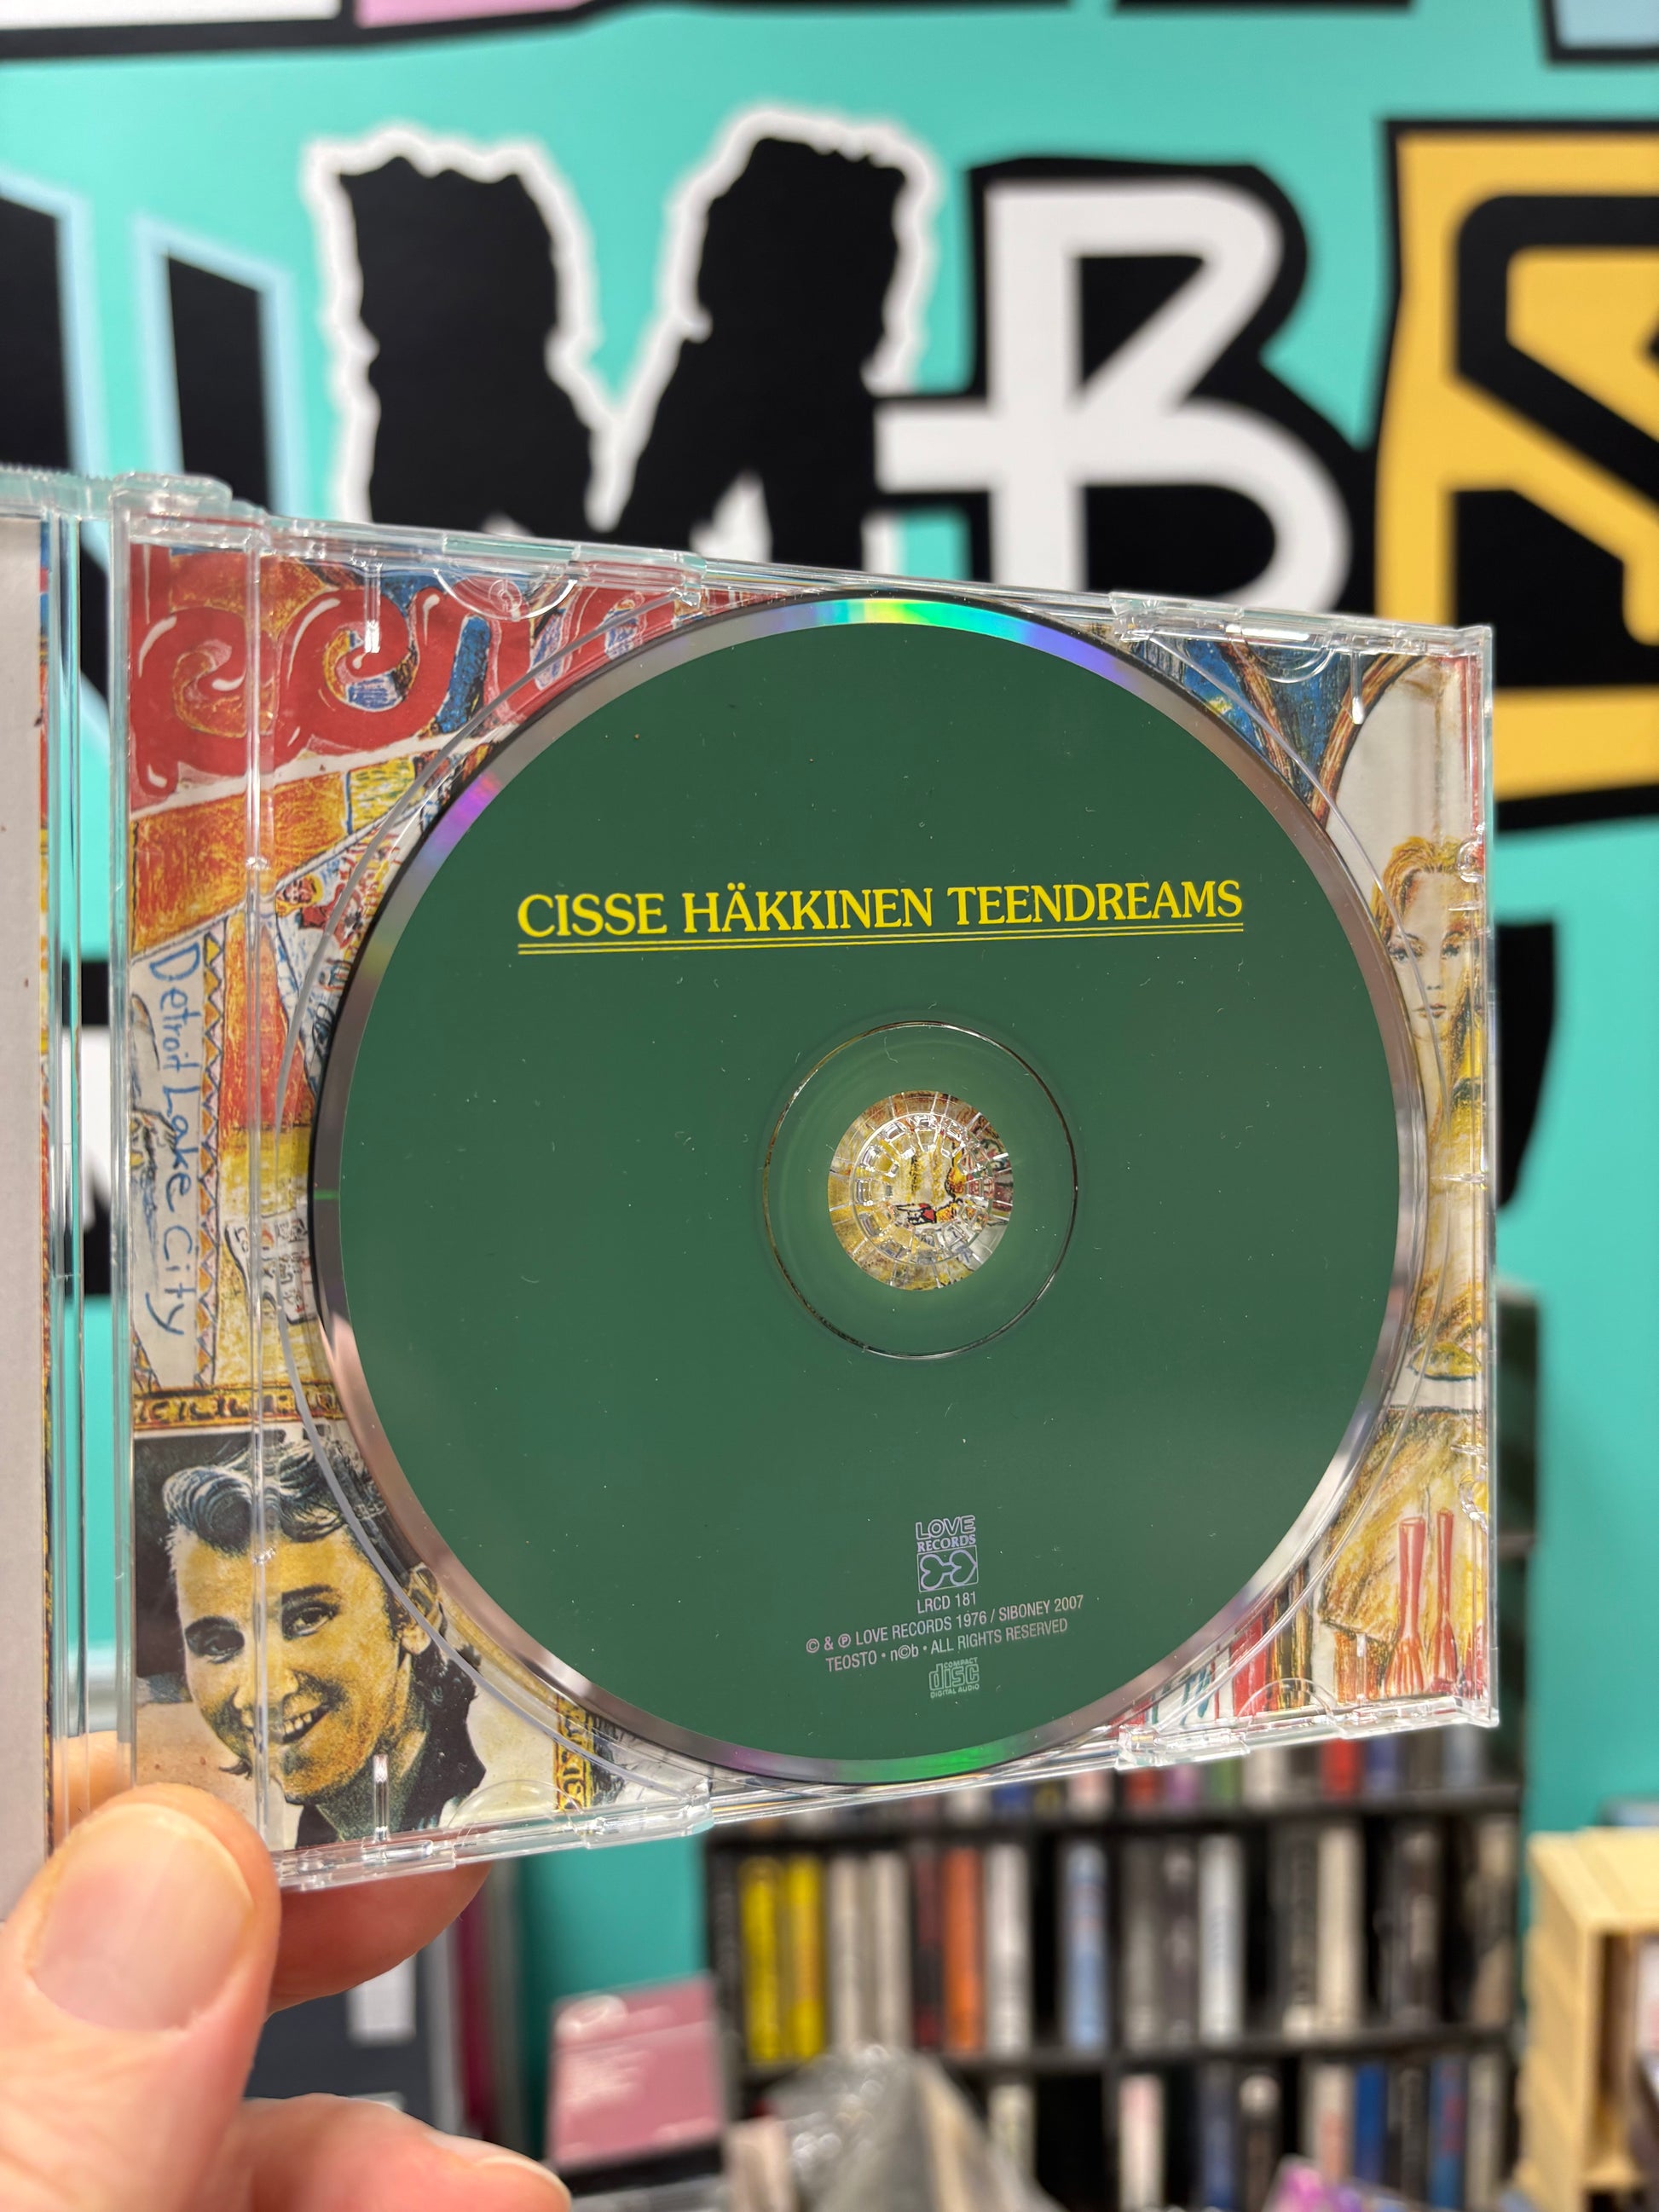 CISSE HÄKKINEN TEENDREAMS
Detroit Lake City
LOVE
RECORDS
LRCD 181
© & ℗ LOVE RECORDS 1976 / SIBONEY 2007
TEOSTO • n©b • ALL RIGHTS RESERVED
COMPACT
disc
DIGITAL AUDIO